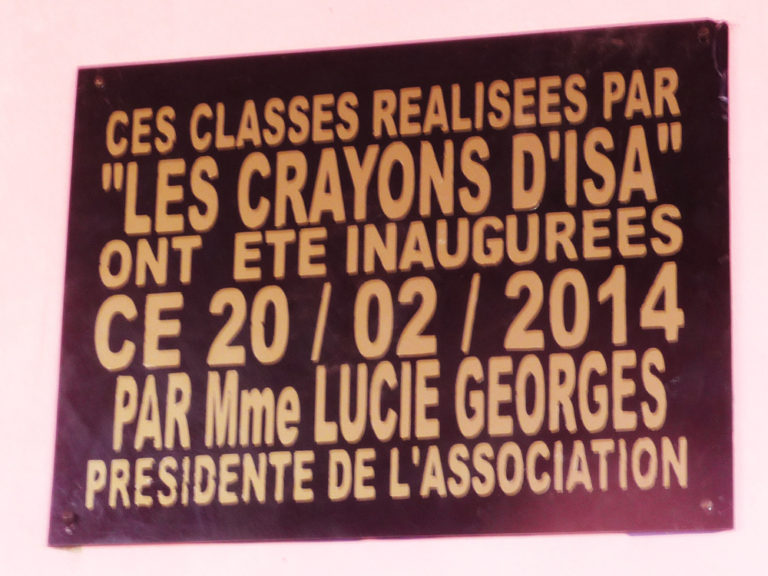 CES CLASSES REALISEES PAR
"LES CRAYONS D'ISA"
ONT ETE INAUGUREES
CE 20 / 02 / 2014
PAR Mme LUCIE GEORGES
PRESIDENTE DE L'ASSOCIATION